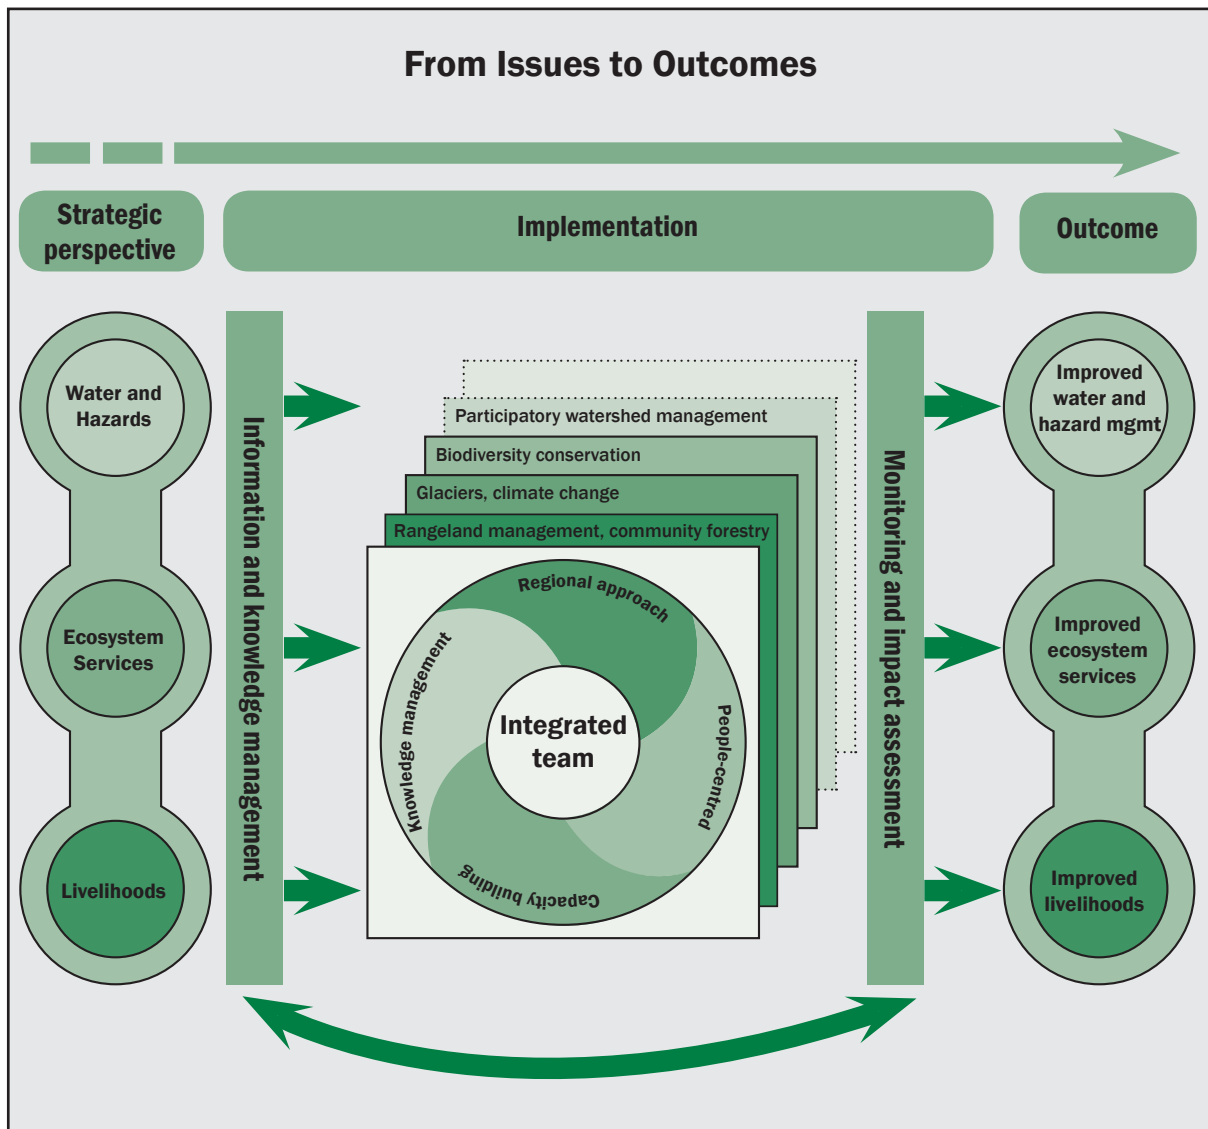 From Issues to Outcomes
Strategic
perspective
Implementation
Outcome
Water and
Hazards
Ecosystem
Services
Livelihoods
Information and knowledge management
Participatory watershed management
Biodiversity conservation
Glaciers, climate change
Rangeland management, community forestry
Regional approach
People-centred
Capacity building
Knowledge management
Integrated
team
Monitoring and impact assessment
Improved
water and
hazard mgmt
Improved
ecosystem
services
Improved
livelihoods